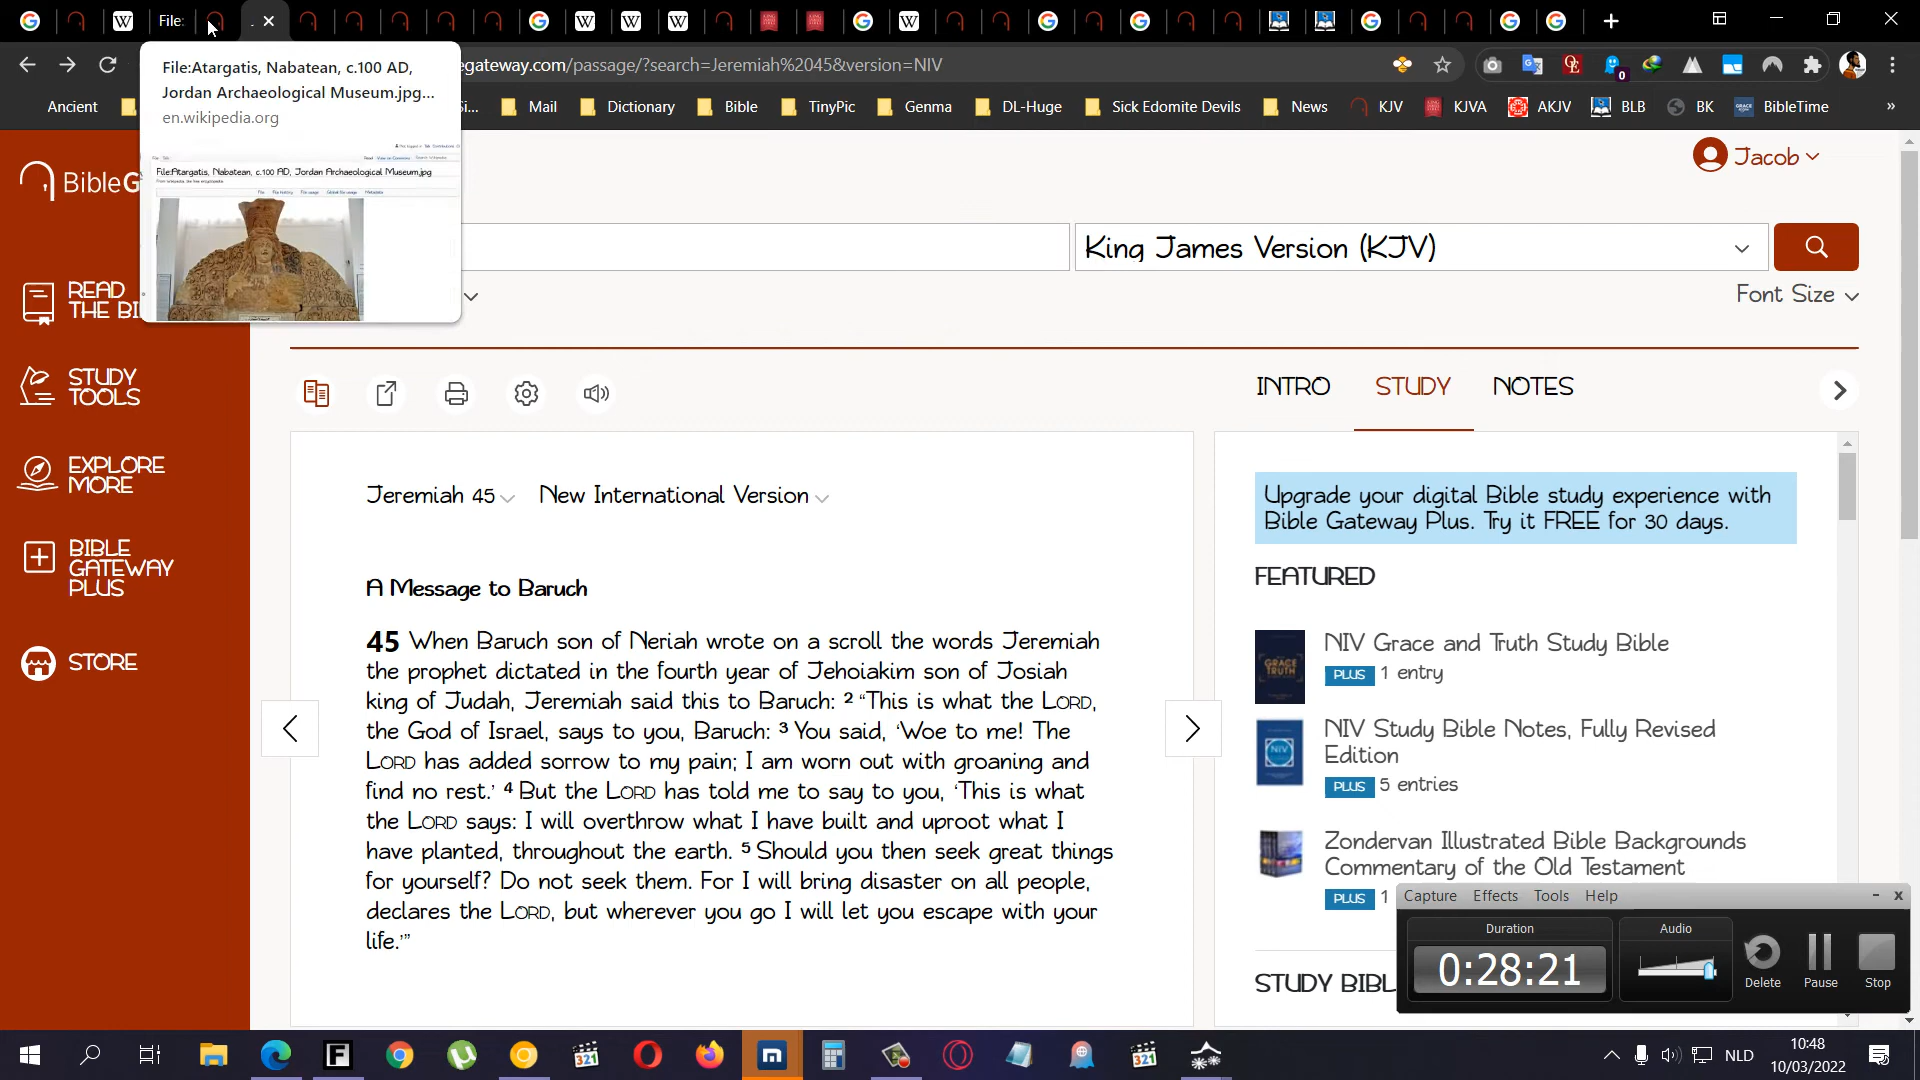 File:
egateway.com/passage/?search=Jeremiah%2045&version=NIV
File:Atargatis, Nabatean, c.100 AD,
Jordan Archaeological Museum.jpg...
en.wikipedia.org
File:Atargatis, Nabatean, c.100 AD, Jordan Archaeological Museum.jpg
Ancient
Si...
Mail
Dictionary
Bible
TinyPic
Genma
DL-Huge
Sick Edomite Devils
News
KJV
KJVA
AKJV
BLB
BK
BibleTime
»
BibleG
Jacob
King James Version (KJV)
Font Size
READ
THE BI
STUDY
TOOLS
EXPLORE
MORE
BIBLE
GATEWAY
PLUS
STORE
INTRO
STUDY
NOTES
Jeremiah 45
New International Version
A Message to Baruch
45 When Baruch son of Neriah wrote on a scroll the words Jeremiah
the prophet dictated in the fourth year of Jehoiakim son of Josiah
king of Judah, Jeremiah said this to Baruch: 2 “This is what the LORD,
the God of Israel, says to you, Baruch: 3 You said, ‘Woe to me! The
LORD has added sorrow to my pain; I am worn out with groaning and
find no rest.’ 4 But the LORD has told me to say to you, ‘This is what
the LORD says: I will overthrow what I have built and uproot what I
have planted, throughout the earth. 5 Should you then seek great things
for yourself? Do not seek them. For I will bring disaster on all people,
declares the LORD, but wherever you go I will let you escape with your
life.’”
Upgrade your digital Bible study experience with
Bible Gateway Plus. Try it FREE for 30 days.
FEATURED
NIV Grace and Truth Study Bible
PLUS 1 entry
NIV Study Bible Notes, Fully Revised
Edition
PLUS 5 entries
Zondervan Illustrated Bible Backgrounds
Commentary of the Old Testament
PLUS 1
STUDY BIBL
Capture Effects Tools Help
Duration
0:28:21
Audio
Delete
Pause
Stop
NLD
10:48
10/03/2022